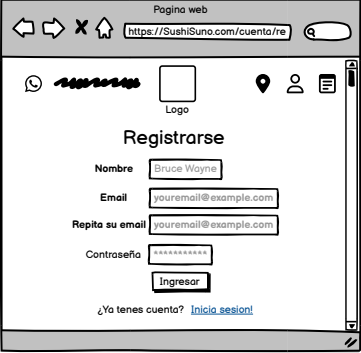 Pagina web
https://SushiSuno.com/cuenta/re
Logo
Registrarse
Nombre Bruce Wayne
Email youremail@example.com
Repita su email youremail@example.com
Contraseña ***********
Ingresar
¿Ya tenes cuenta? Inicia sesion!